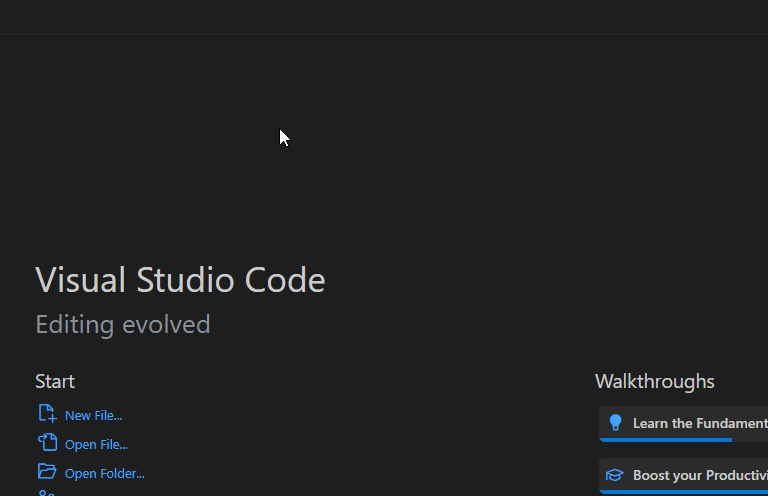 Visual Studio Code
Editing evolved
Start
New File...
Open File...
Open Folder...
Walkthroughs
Learn the Fundament
Boost your Productivi